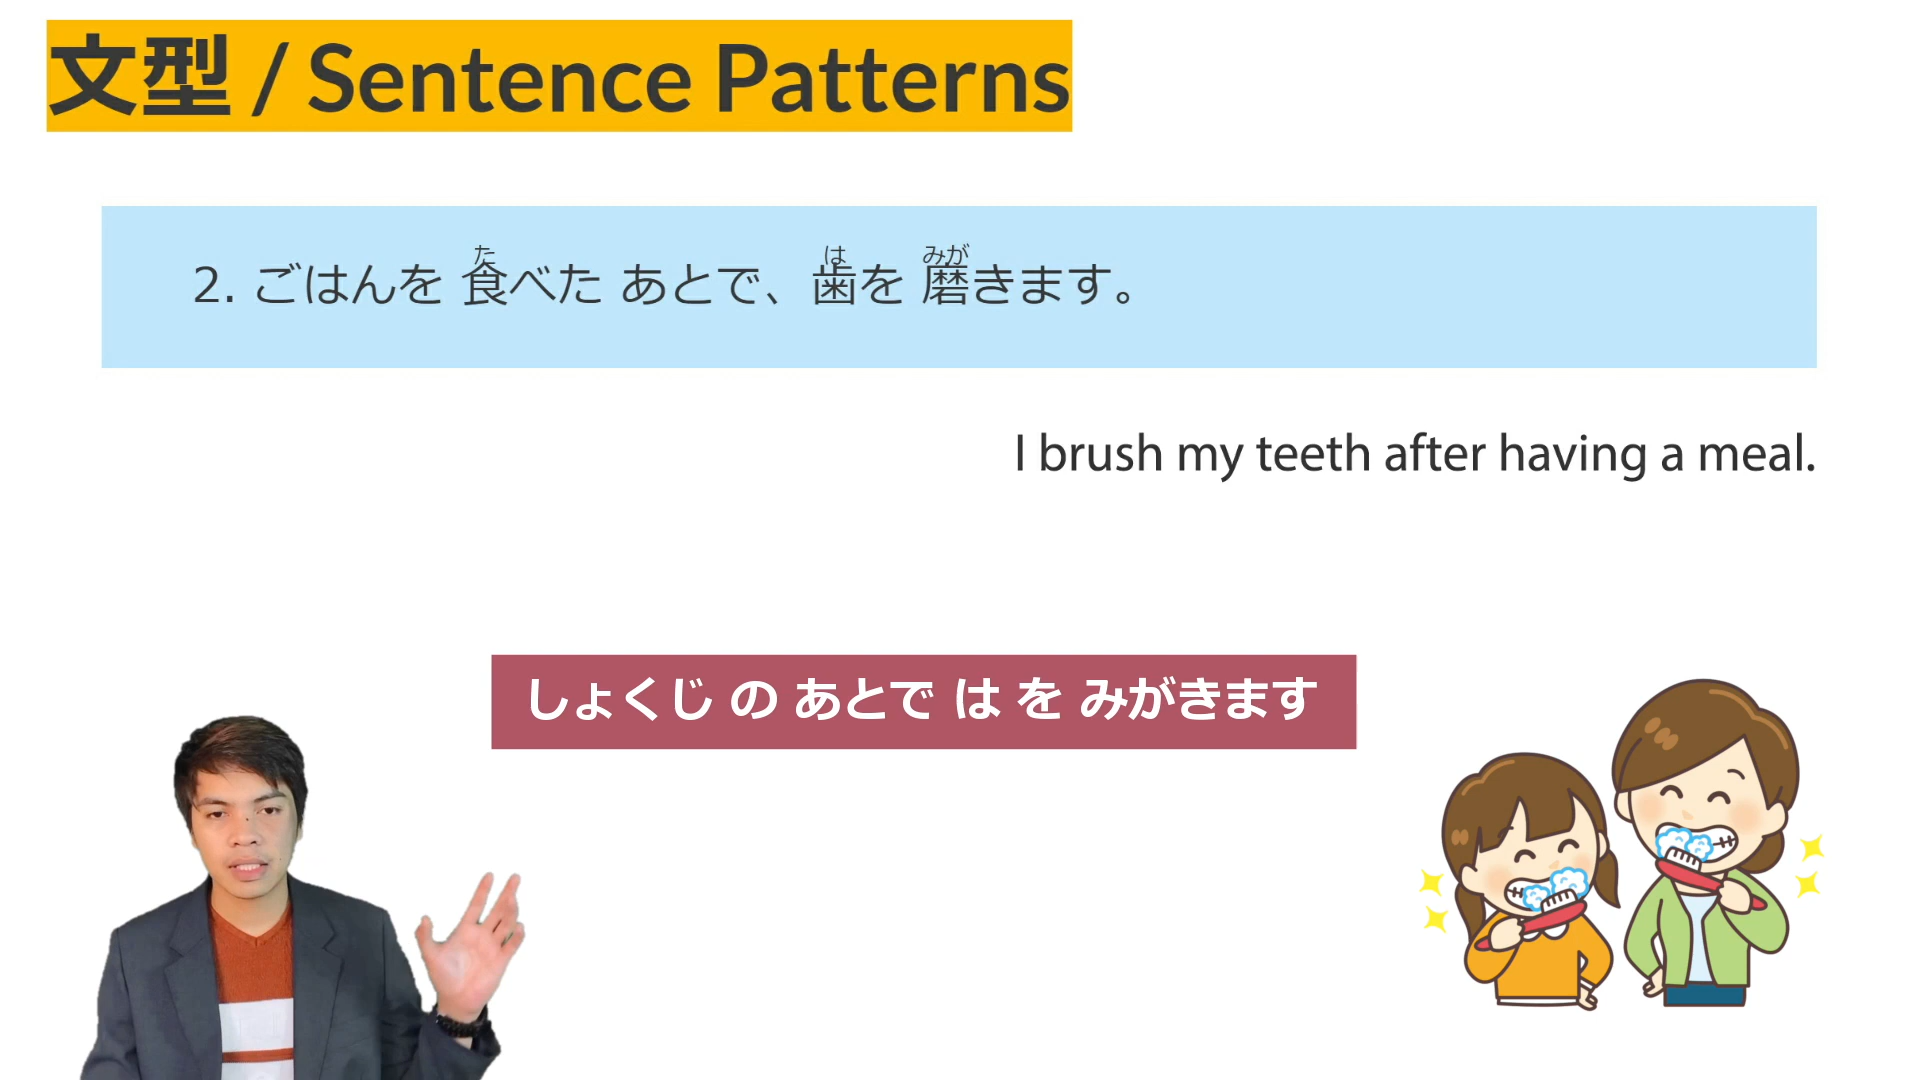 文型 / Sentence Patterns
た は みが
2. ごはんを 食べた あとで、歯を 磨きます。
I brush my teeth after having a meal.
しょくじ の あとで は を みがきます